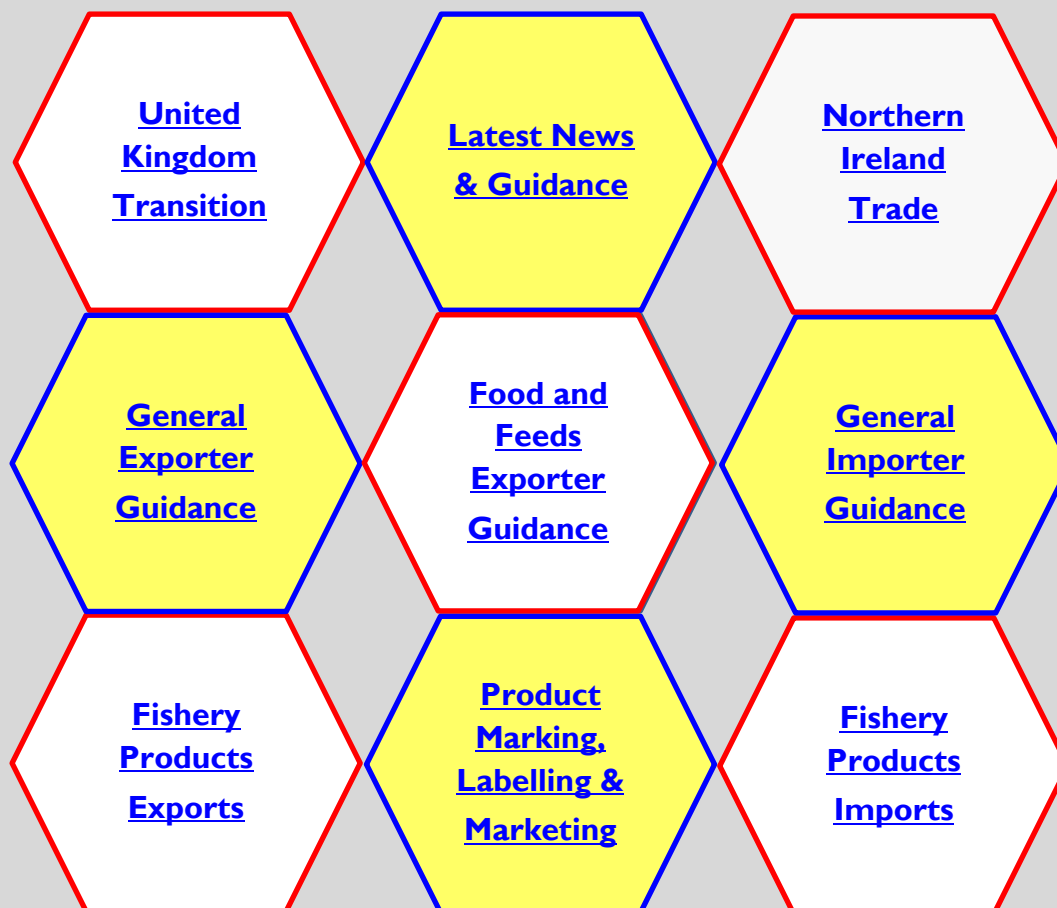 United
Kingdom
Transition
Latest News
& Guidance
Northern
Ireland
Trade
General
Exporter
Guidance
Food and
Feeds
Exporter
Guidance
General
Importer
Guidance
Fishery
Products
Exports
Product
Marking,
Labelling &
Marketing
Fishery
Products
Imports